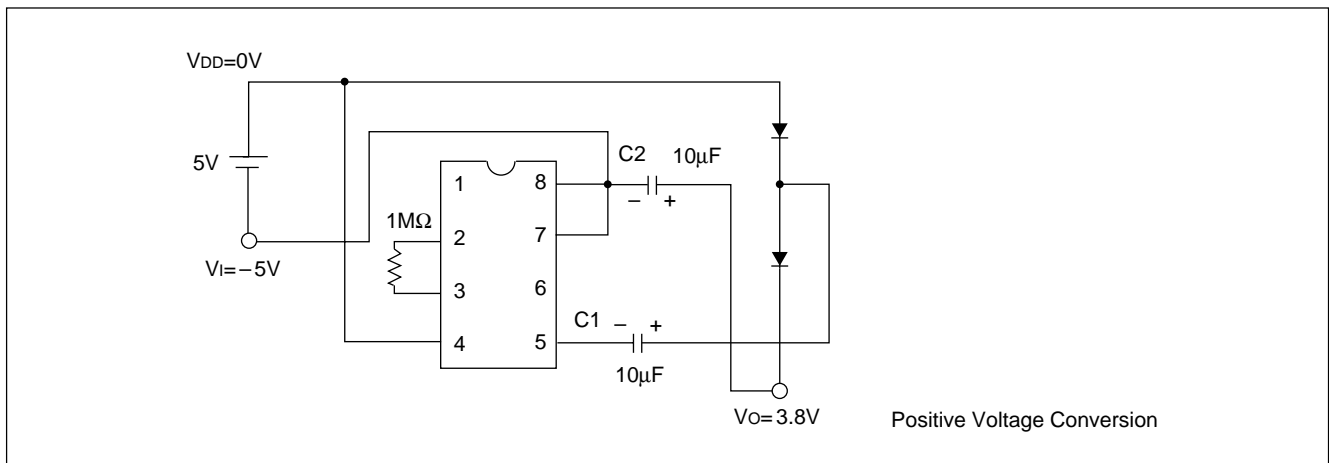 VDD=0V
5V
VI=−5V
1MΩ
1
2
3
4
8
7
6
5
C2
10μF
− +
C1
− +
10μF
VO=3.8V
Positive Voltage Conversion